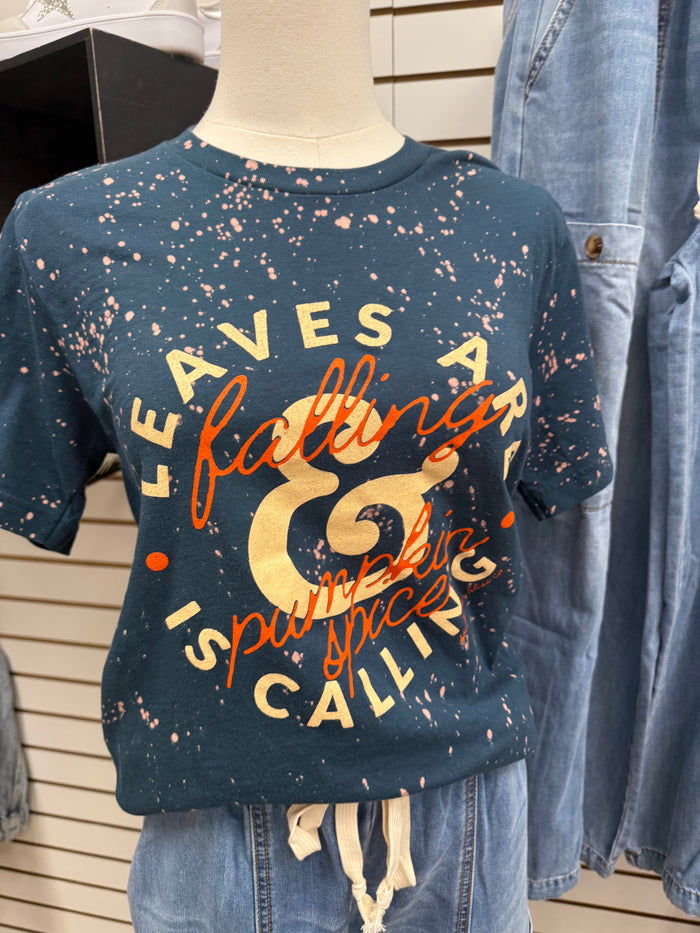 LEAVES ARE
falling
&
pumpkin
spice
IS CALLING